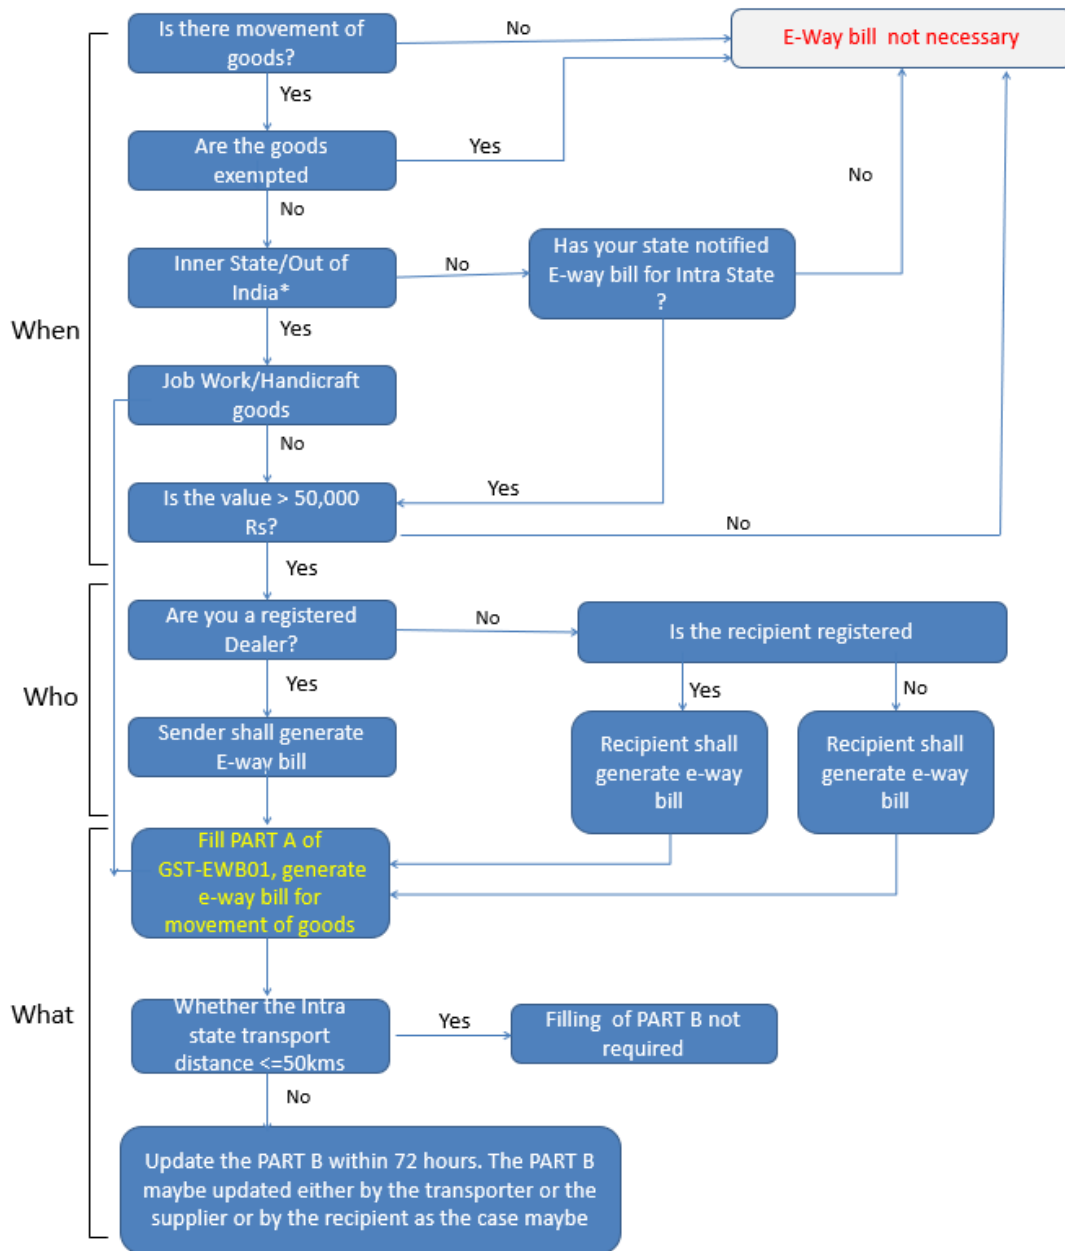 Is there movement of
goods?
No
E-Way bill  not necessary
Yes
Are the goods
exempted
Yes
No
No
Inner State/Out of
India*
No
Has your state notified
E-way bill for Intra State
?
When
Yes
Job Work/Handicraft
goods
No
Is the value > 50,000
Rs?
Yes
No
Yes
Are you a registered
Dealer?
No
Is the recipient registered
Who
Yes
Yes
No
Sender shall generate
E-way bill
Recipient shall
generate e-way
bill
Recipient shall
generate e-way
bill
Fill PART A of
GST-EWB01, generate
e-way bill for
movement of goods
What
Whether the Intra
state transport
distance <=50kms
Yes
Filling  of PART B not
required
No
Update the PART B within 72 hours. The PART B
maybe updated either by the transporter or the
supplier or by the recipient as the case maybe